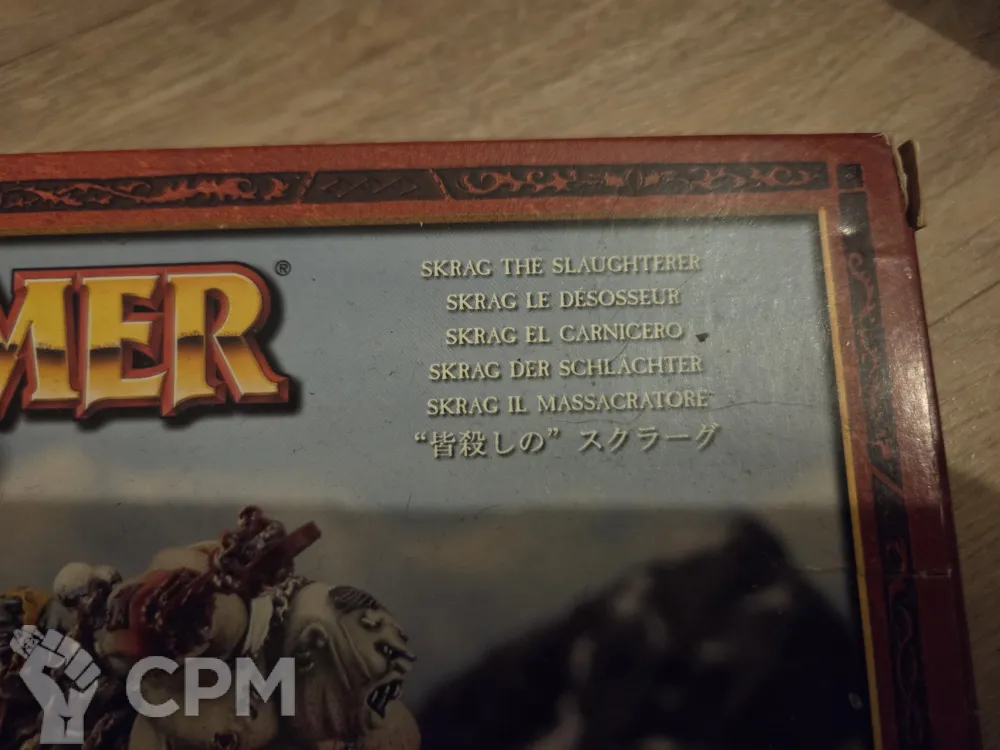 MER®
SKRAG THE SLAUGHTERER
SKRAG LE DÉSOSSEUR
SKRAG EL CARNICERO
SKRAG DER SCHLÄCHTER
SKRAG IL MASSACRATORE
“皆殺しの” スクラーグ
CPM